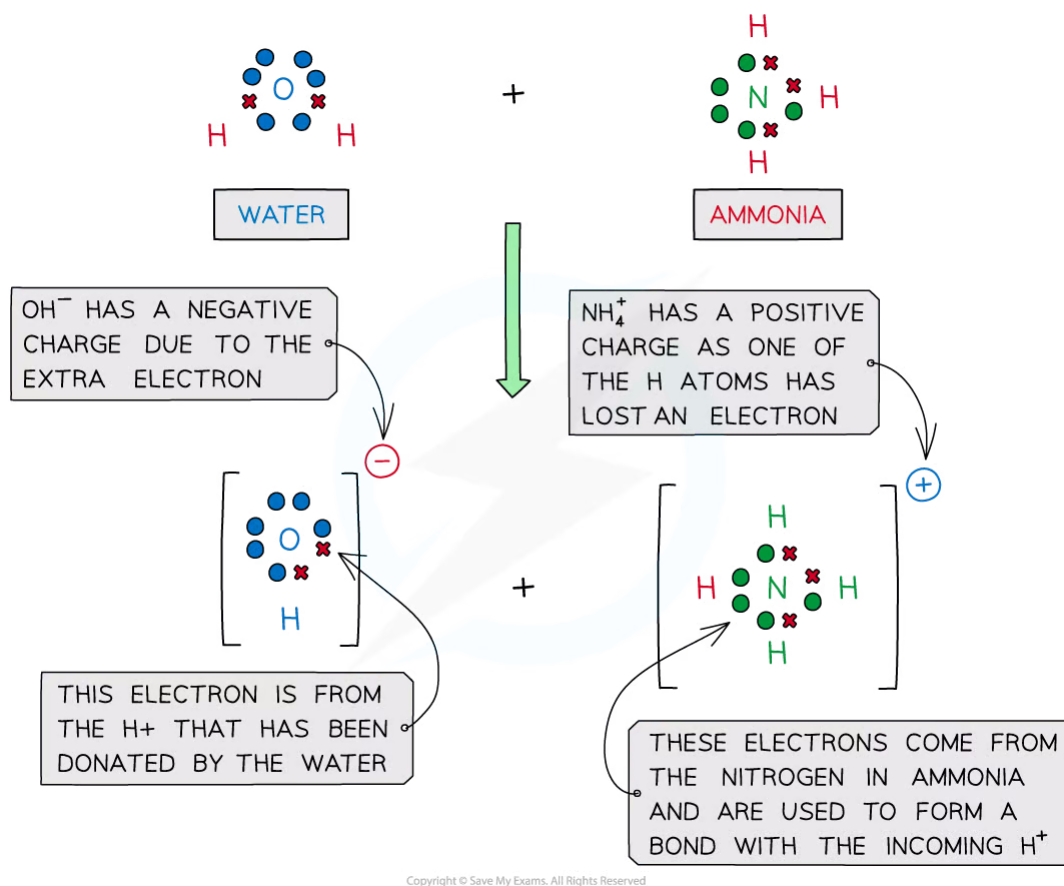 H
O
N
H
H
H
+
H
WATER
AMMONIA
OH⁻ HAS A NEGATIVE
CHARGE DUE TO THE
EXTRA ELECTRON
NH₄⁺ HAS A POSITIVE
CHARGE AS ONE OF
THE H ATOMS HAS
LOST AN ELECTRON
−
+
O
H
+
H
H
N
H
H
THIS ELECTRON IS FROM
THE H+ THAT HAS BEEN
DONATED BY THE WATER
THESE ELECTRONS COME FROM
THE NITROGEN IN AMMONIA
AND ARE USED TO FORM A
BOND WITH THE INCOMING H⁺
Copyright © Save My Exams. All Rights Reserved